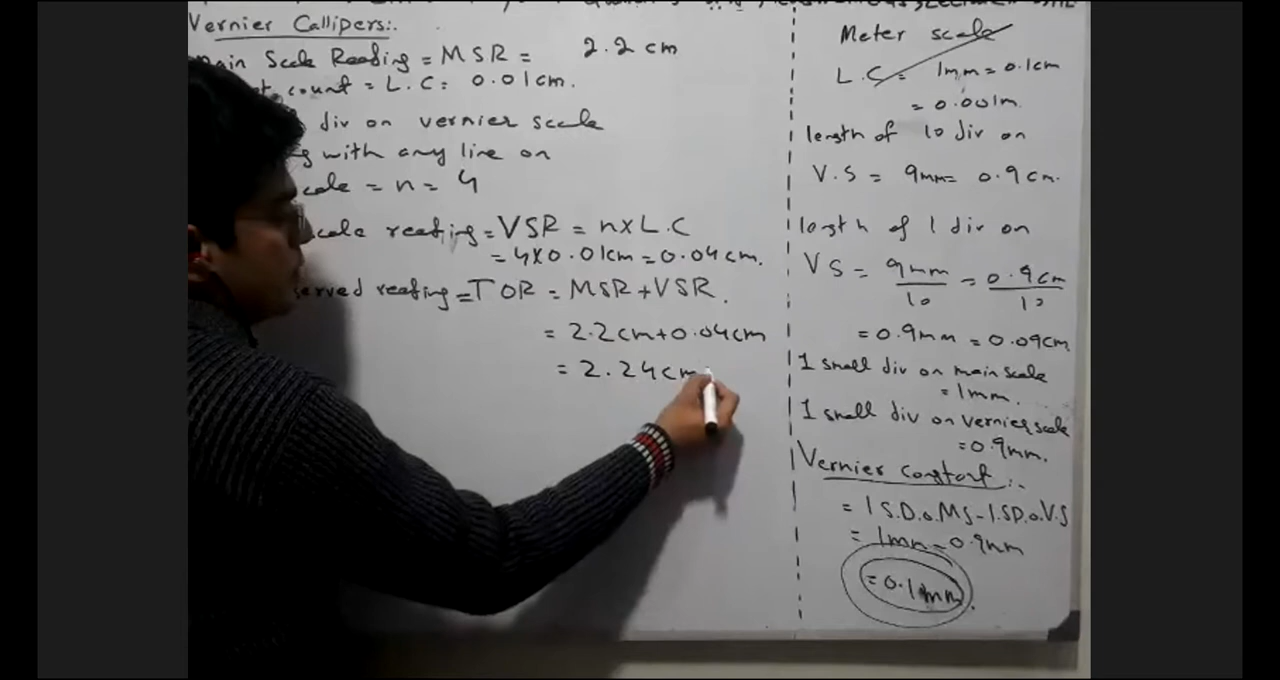 Vernier Callipers:.
Main Scale Reading = MSR = 2.2 cm
count = L.C = 0.01cm.
div on vernier scale
with any line on
scale = n = 4
scale reading = VSR = n×L.C
= 4×0.01cm = 0.04cm.
reading = TOR = MSR + VSR.
= 2.2cm+0.04cm
= 2.24cm
Meter scale
L.C = 1mm = 0.1cm
= 0.001m.
length of 10 div on
V.S = 9mm = 0.9cm.
length of 1 div on
VS = 9mm/10 = 0.9cm/10
= 0.9mm = 0.09cm
1 small div on main scale
= 1mm.
1 small div on vernier scale
= 0.9mm.
Vernier constant :-
= 1 S.D.o.MS - 1.SD.o.V.S
= 1mm - 0.9mm
= 0.1mm.